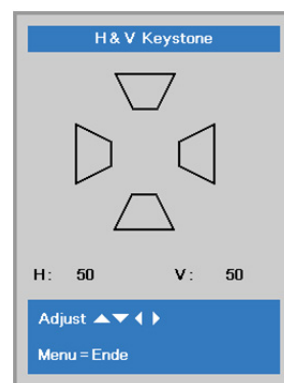 H & V Keystone
H: 50 V: 50
Adjust ▲▼◀▶
Menu = Ende